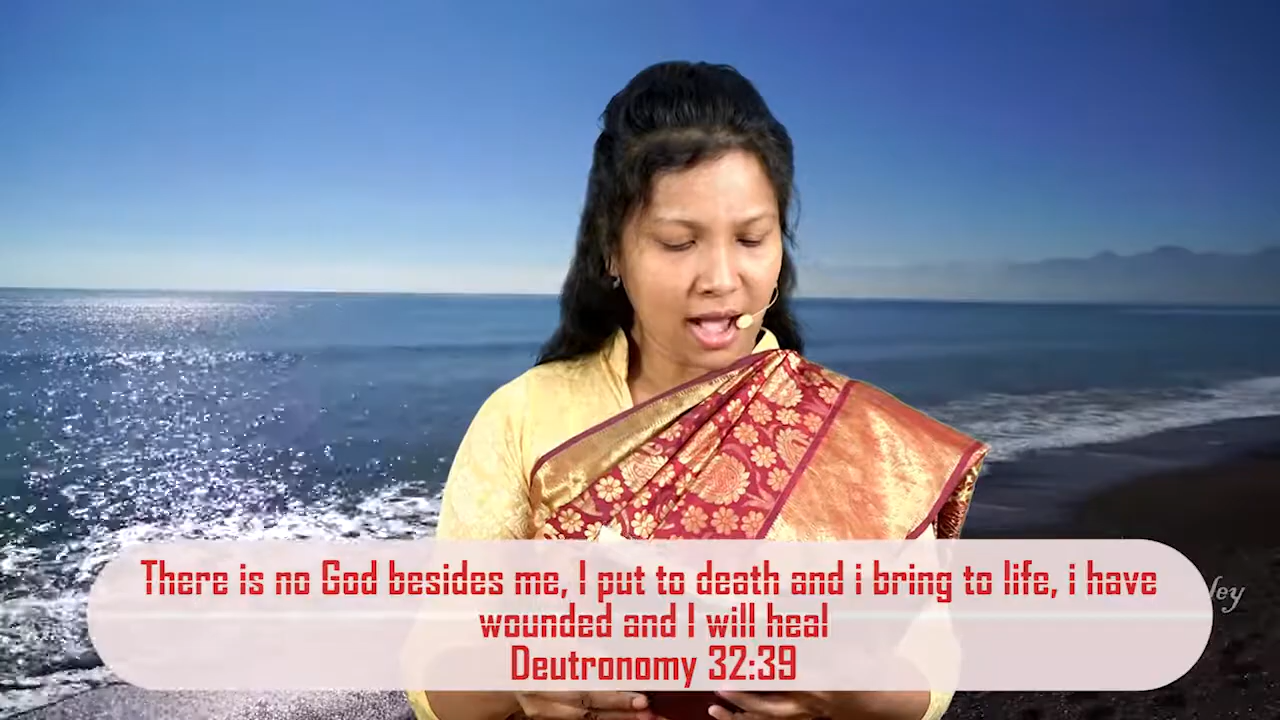 There is no God besides me, I put to death and i bring to life, i have
wounded and I will heal
Deutronomy 32:39